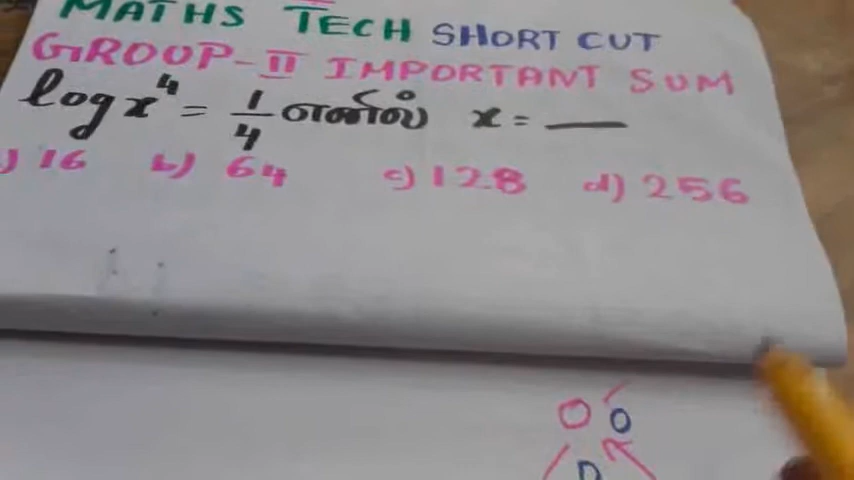 MATHS TECH SHORT CUT
GROUP-II IMPORTANT SUM
log x⁴ = 1/4 எனில் x = ___
) 16 b) 64 c) 128 d) 256